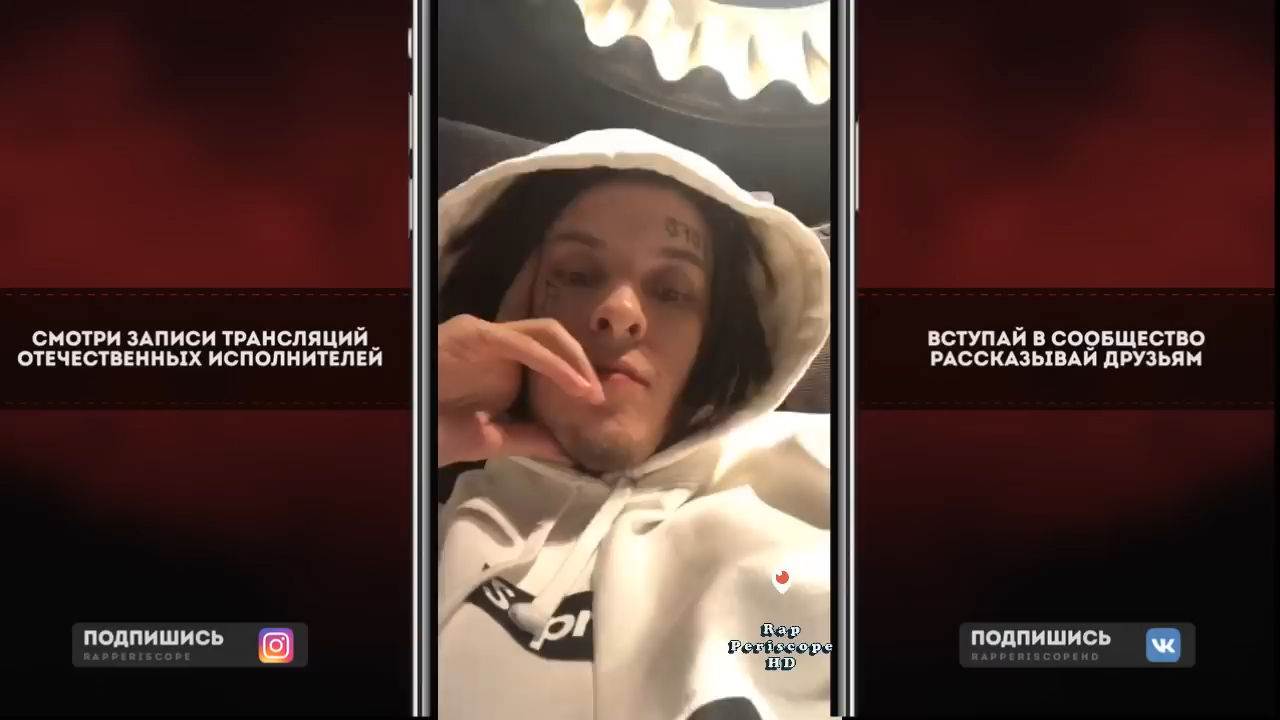 СМОТРИ ЗАПИСИ ТРАНСЛЯЦИЙ
ОТЕЧЕСТВЕННЫХ ИСПОЛНИТЕЛЕЙ
ВСТУПАЙ В СООБЩЕСТВО
РАССКАЗЫВАЙ ДРУЗЬЯМ
ПОДПИШИСЬ
RAPPERISCOPE
Rap
Periscope
HD
ПОДПИШИСЬ
RAPPERISCOPEHD